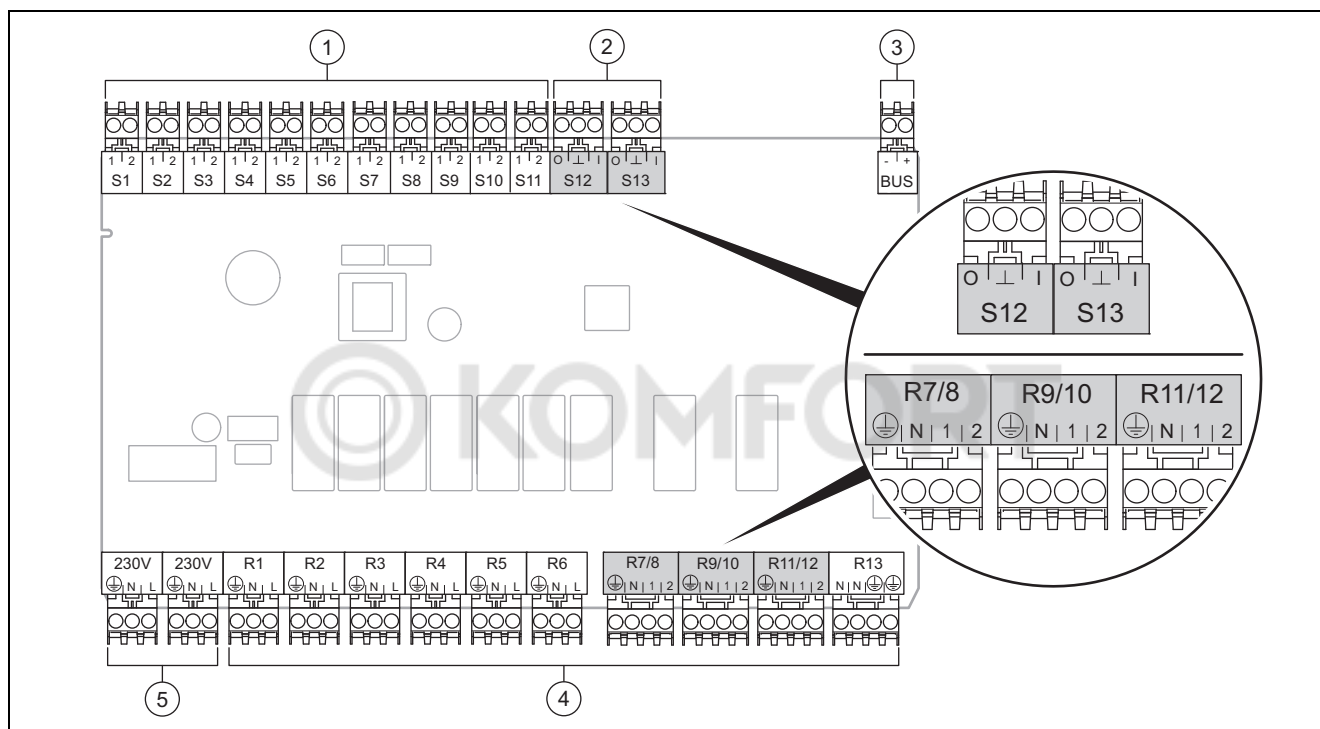 1 2 3
1 2 1 2 1 2 1 2 1 2 1 2 1 2 1 2 1 2 1 2 1 2 O ⊥ I O ⊥ I - +
S1 S2 S3 S4 S5 S6 S7 S8 S9 S10 S11 S12 S13 BUS
O ⊥ I O ⊥ I
S12 S13
KOMFORT
R7/8 R9/10 R11/12
⏚ N 1 2 ⏚ N 1 2 ⏚ N 1 2
230V 230V R1 R2 R3 R4 R5 R6 R7/8 R9/10 R11/12 R13
⏚ N L ⏚ N L ⏚ N L ⏚ N L ⏚ N L ⏚ N L ⏚ N L ⏚ N L ⏚ N 1 2 ⏚ N 1 2 ⏚ N 1 2 N N ⏚ ⏚
5 4